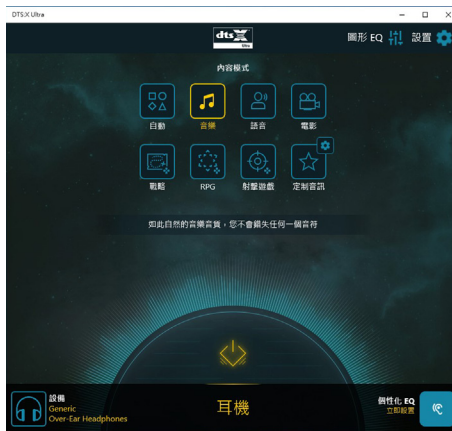 DTS:X Ultra
dts X
Ultra
圖形 EQ
設置
內容模式
自動
音樂
語音
電影
戰略
RPG
射擊遊戲
定制音訊
如此自然的音樂音質，您不會錯失任何一個音符
設備
Generic
Over-Ear Headphones
耳機
個性化 EQ
立即設置